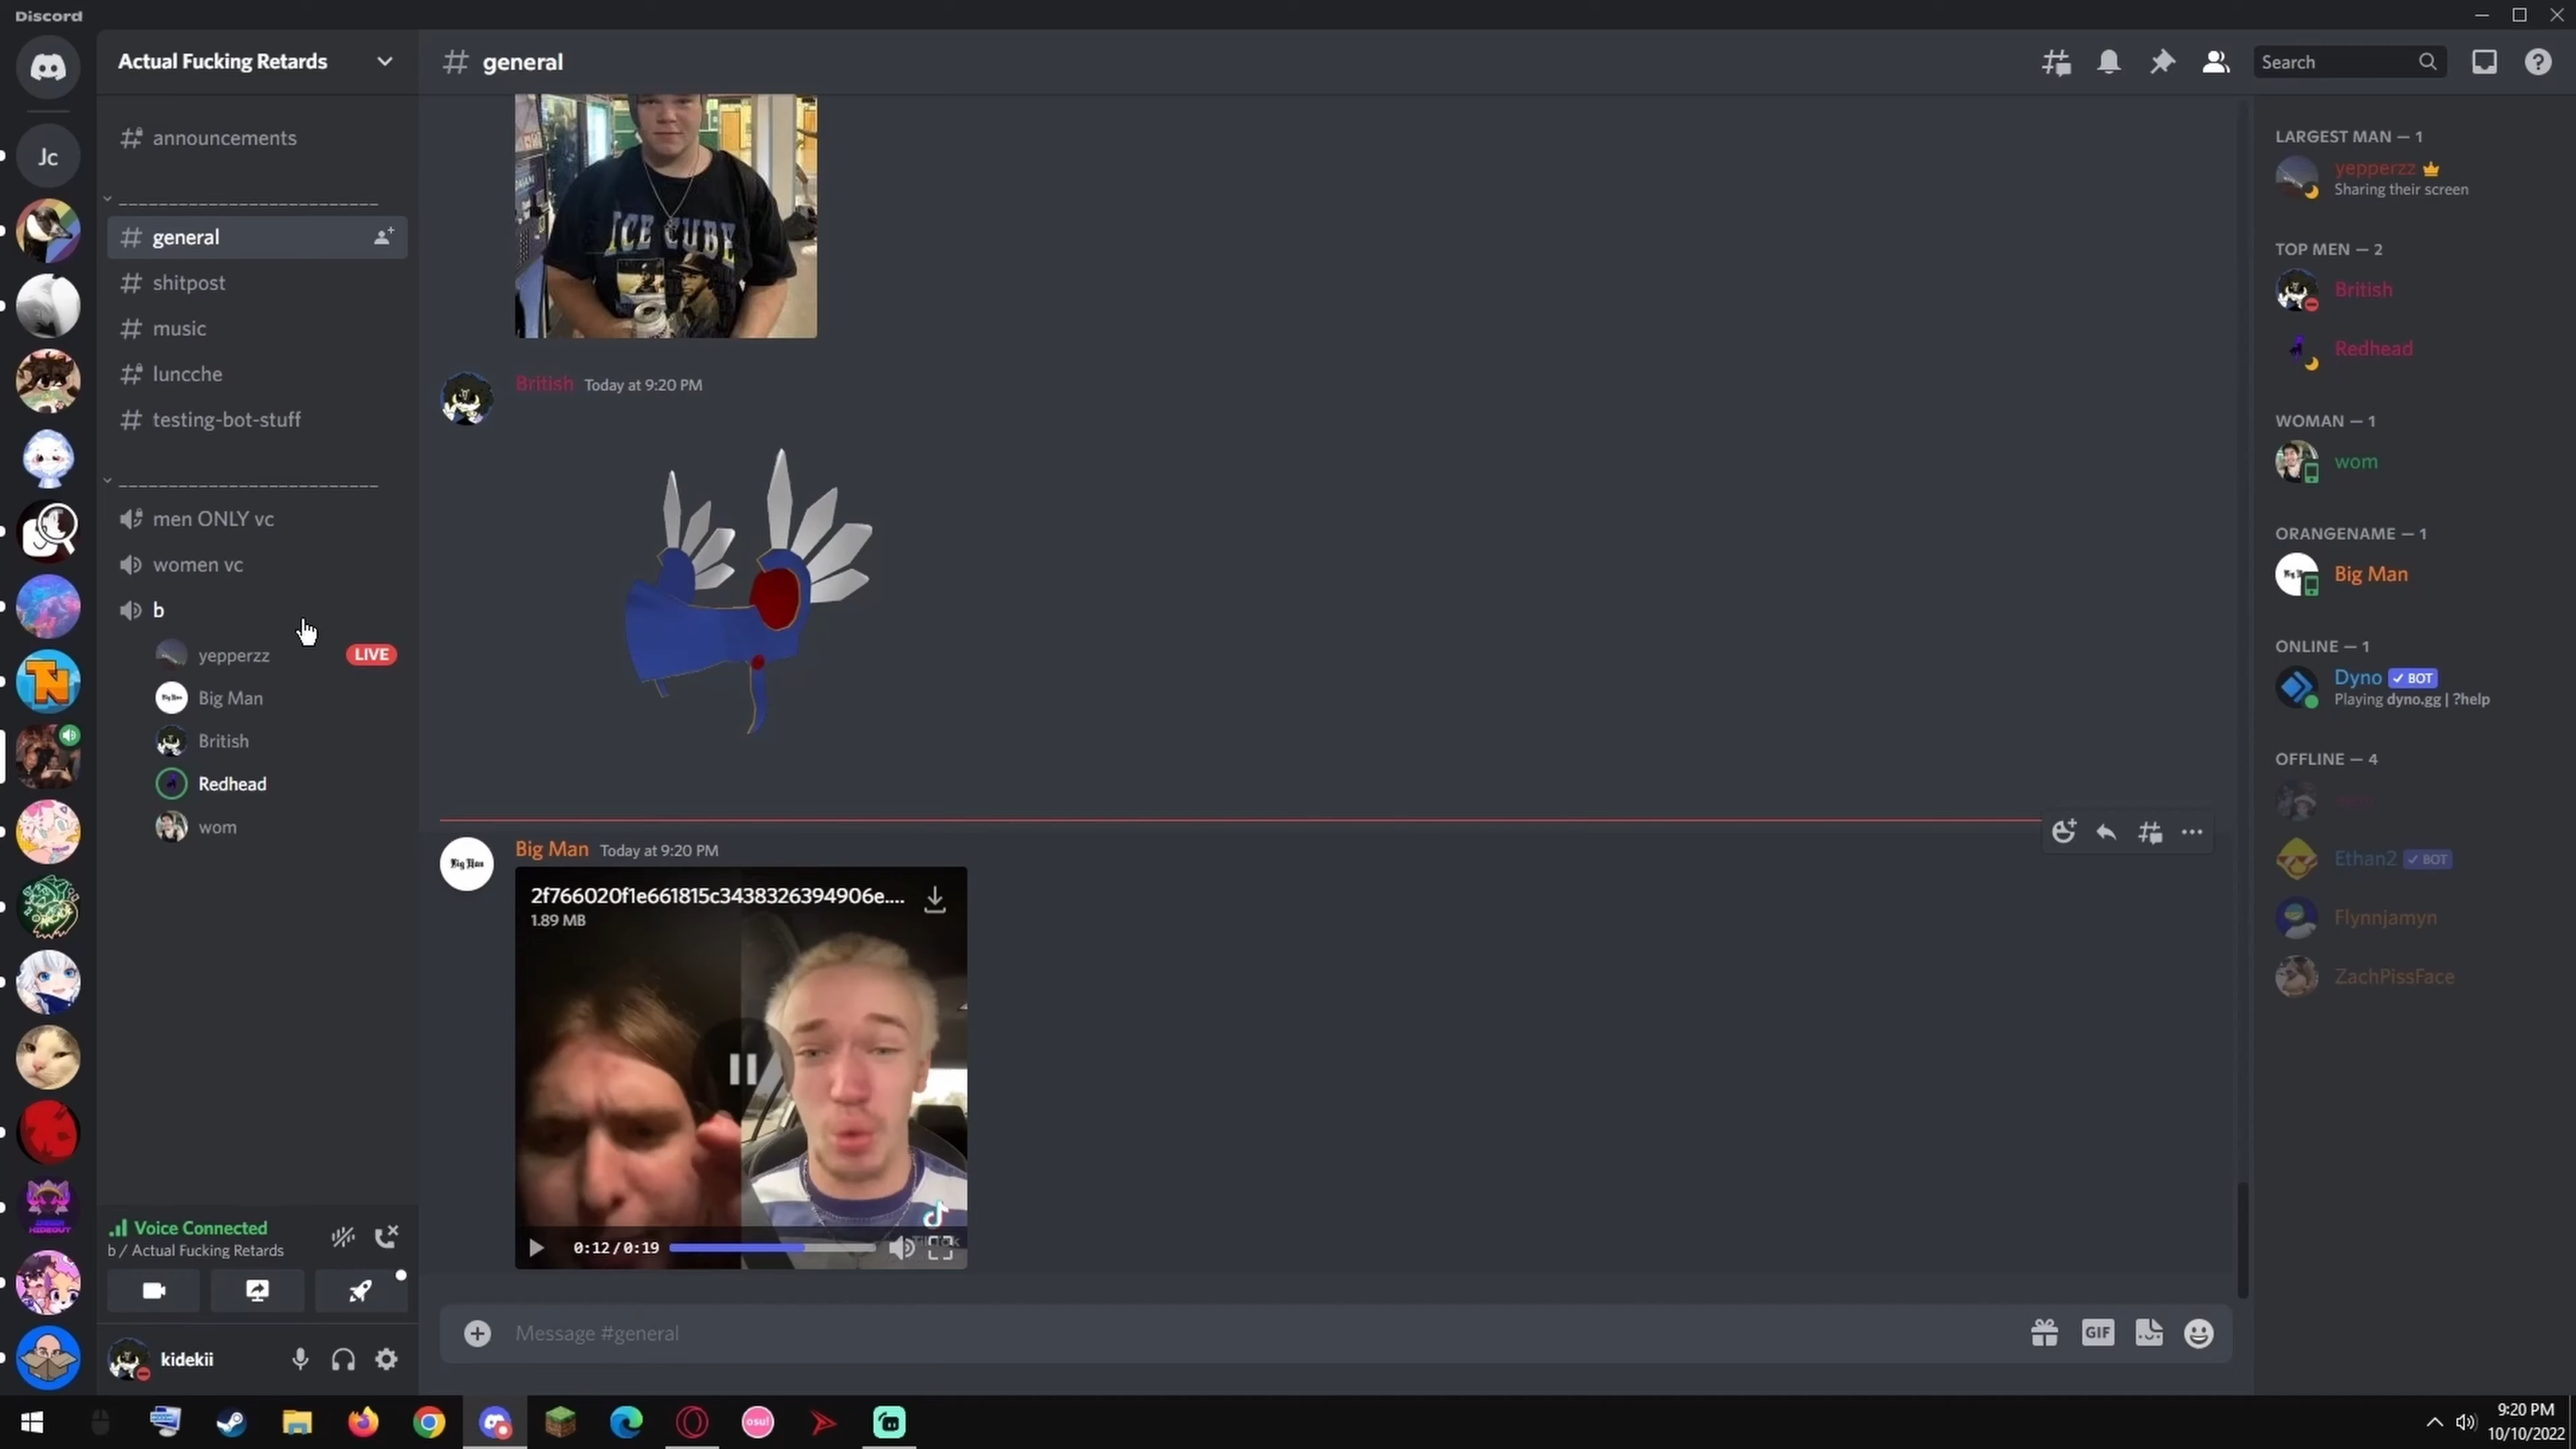 Discord
Actual Fucking Retards
general
Search
Jc
announcements
general
shitpost
music
luncche
testing-bot-stuff
men ONLY vc
women vc
b
yepperzz
LIVE
Big Man
British
Redhead
wom
Voice Connected
b / Actual Fucking Retards
kidekii
ICE CUBE
British Today at 9:20 PM
Big Man Today at 9:20 PM
2f766020f1e661815c3438326394906e....
1.89 MB
0:12/0:19
Message #general
GIF
LARGEST MAN — 1
yepperzz
Sharing their screen
TOP MEN — 2
British
Redhead
WOMAN — 1
wom
ORANGENAME — 1
Big Man
ONLINE — 1
Dyno BOT
Playing dyno.gg | ?help
OFFLINE — 4
Ethan2 BOT
Flynnjamyn
ZachPissFace
osu!
9:20 PM
10/10/2022